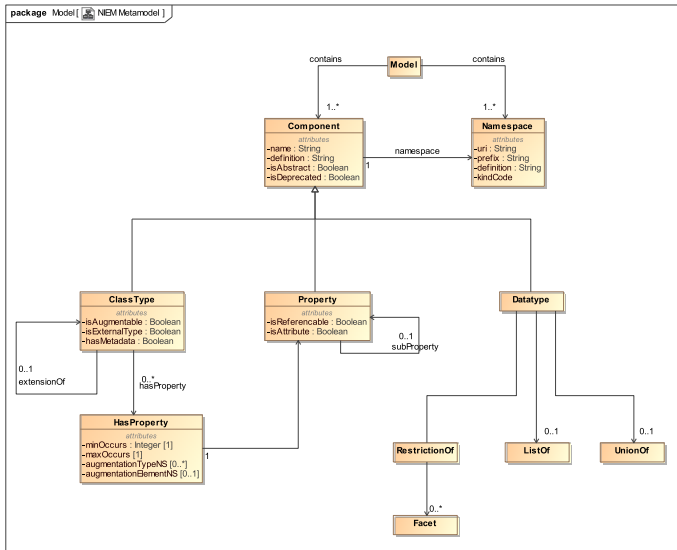 package Model [ NIEM Metamodel ]
contains
Model
contains
1..*
1..*
Component
attributes
-name : String
-definition : String
-isAbstract : Boolean
-isDeprecated : Boolean
namespace
1
Namespace
attributes
-uri : String
-prefix : String
-definition : String
-kindCode
ClassType
attributes
-isAugmentable : Boolean
-isExternalType : Boolean
-hasMetadata : Boolean
Property
attributes
-isReferencable : Boolean
-isAttribute : Boolean
Datatype
0..1
extensionOf
0..*
hasProperty
0..1
subProperty
HasProperty
attributes
-minOccurs : Integer [1]
-maxOccurs [1]
-augmentationTypeNS [0..*]
-augmentationElementNS [0..1]
1
0..1
0..1
RestrictionOf
ListOf
UnionOf
0..*
Facet